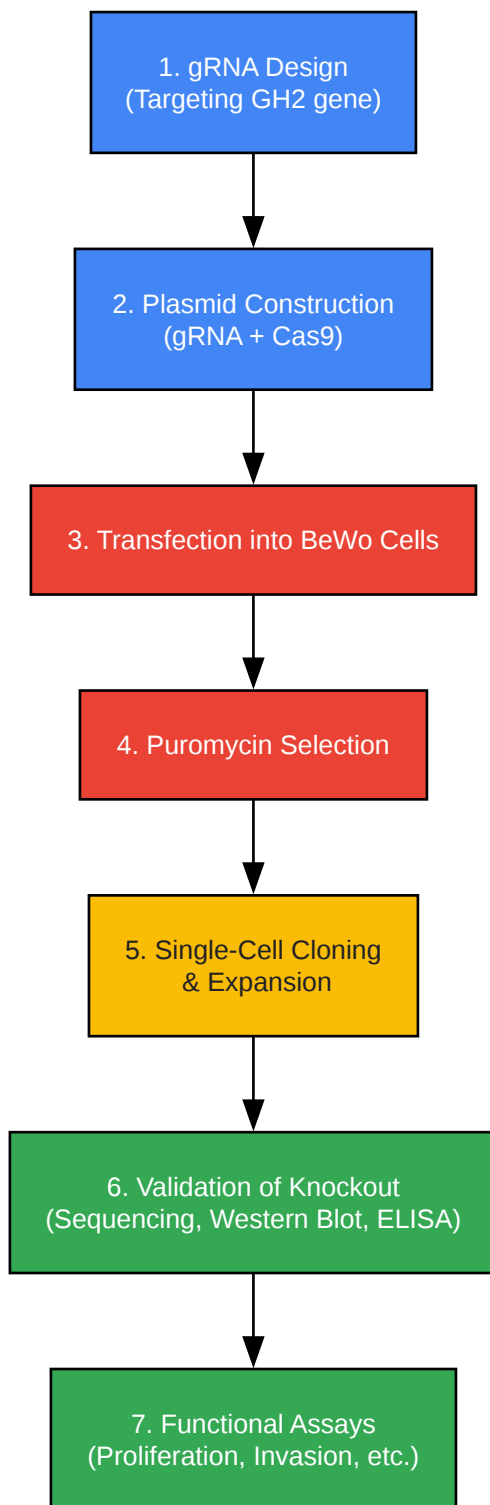 1. gRNA Design
(Targeting GH2 gene)
2. Plasmid Construction
(gRNA + Cas9)
3. Transfection into BeWo Cells
4. Puromycin Selection
5. Single-Cell Cloning
& Expansion
6. Validation of Knockout
(Sequencing, Western Blot, ELISA)
7. Functional Assays
(Proliferation, Invasion, etc.)